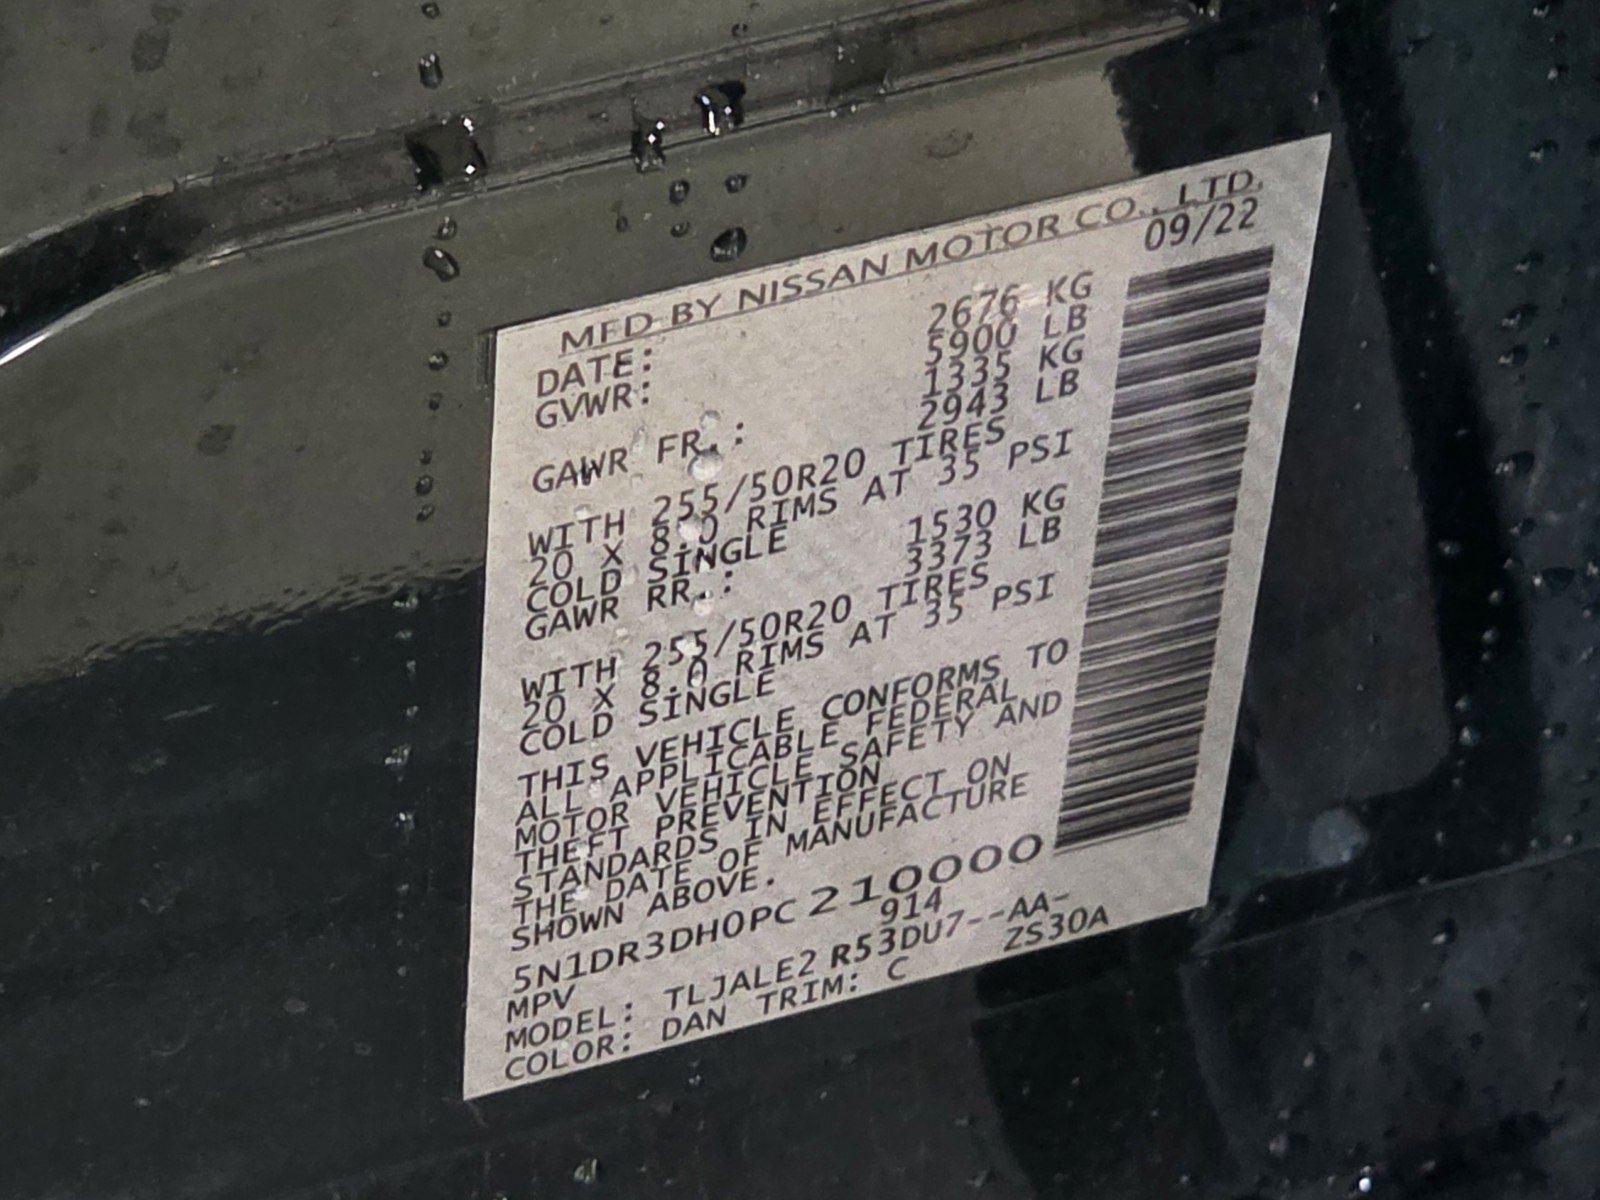 MFD BY NISSAN MOTOR CO., LTD.
DATE: 09/22
GVWR: 2676 KG
5900 LB
GAWR FR.: 1335 KG
2943 LB
WITH 255/50R20 TIRES
20 X 8.0 RIMS AT 35 PSI
COLD SINGLE
GAWR RR.: 1530 KG
3373 LB
WITH 255/50R20 TIRES
20 X 8.0 RIMS AT 35 PSI
COLD SINGLE
THIS VEHICLE CONFORMS TO
ALL APPLICABLE FEDERAL
MOTOR VEHICLE SAFETY AND
THEFT PREVENTION
STANDARDS IN EFFECT ON
THE DATE OF MANUFACTURE
SHOWN ABOVE.
5N1DR3DH0PC210000
MPV 914
MODEL: TLJALE2 R53DU7--AA-
COLOR: DAN TRIM: C ZS30A